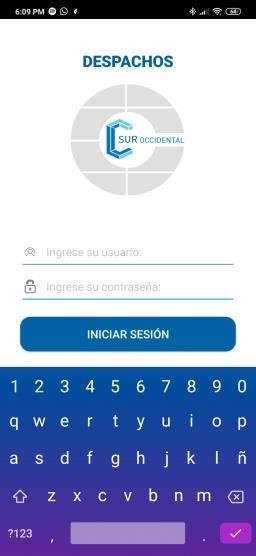 6:09 PM 64
DESPACHOS
SUR OCCIDENTAL
Ingrese su usuario:
Ingrese su contraseña:
INICIAR SESIÓN
1 2 3 4 5 6 7 8 9 0
q w e r t y u i o p
a s d f g h j k l ñ
z x c v b n m
?123 , .